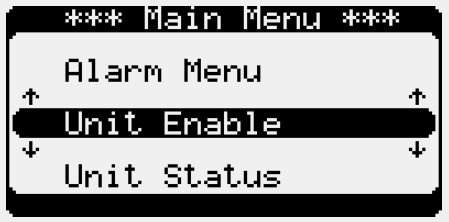 *** Main Menu ***
Alarm Menu
Unit Enable
Unit Status